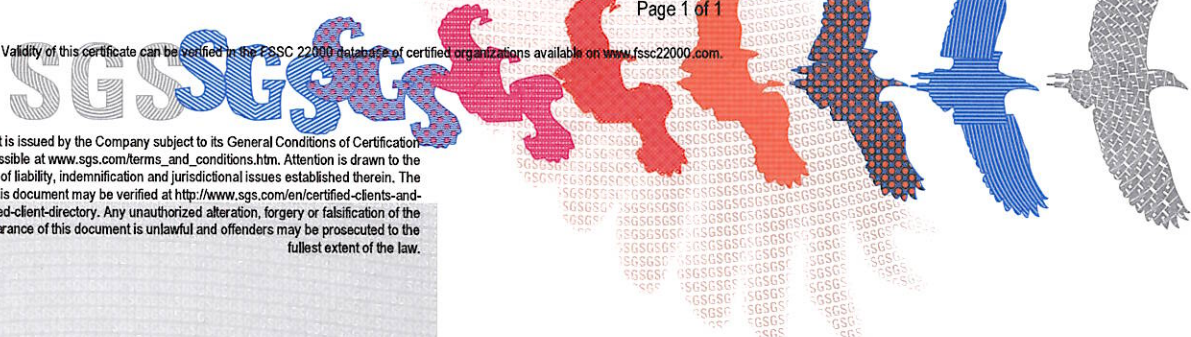 Page 1 of 1
Validity of this certificate can be verified in the FSSC 22000 database of certified organizations available on www.fssc22000.com.
SGS SGS SGS
t is issued by the Company subject to its General Conditions of Certification
ssible at www.sgs.com/terms_and_conditions.htm. Attention is drawn to the
of liability, indemnification and jurisdictional issues established therein. The
is document may be verified at http://www.sgs.com/en/certified-clients-and-
ed-client-directory. Any unauthorized alteration, forgery or falsification of the
arance of this document is unlawful and offenders may be prosecuted to the
fullest extent of the law.